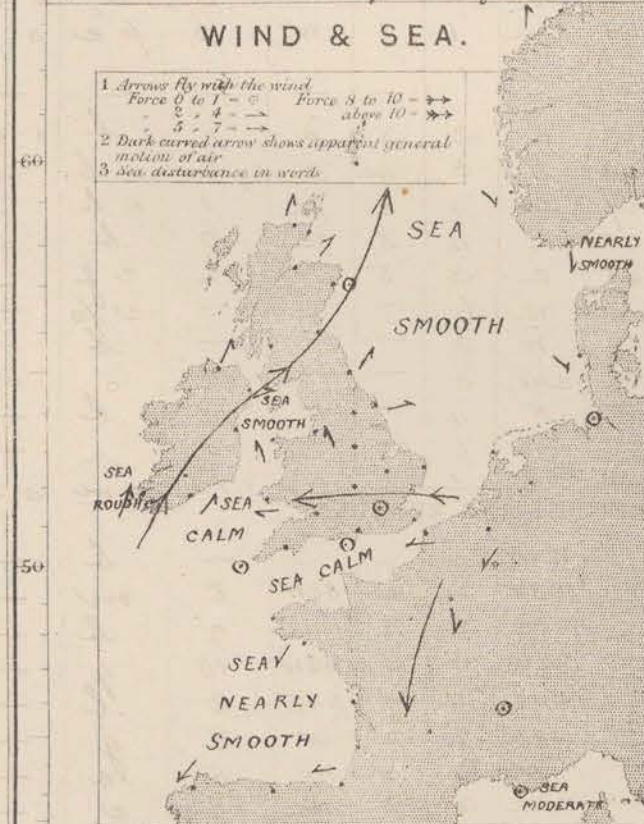 WIND & SEA.
1 Arrows fly with the wind
Force 0 to 1 = ⊙ Force 8 to 10 =
" 2 " 4 = above 10 =
" 5 " 7 =
2 Dark curved arrow shows apparent general
motion of air
3 Sea disturbance in words
60
SEA
NEARLY
SMOOTH
SMOOTH
SEA
SMOOTH
SEA
ROUGH
SEA
CALM
50
SEA CALM
SEA
NEARLY
SMOOTH
SEA
MODERATE